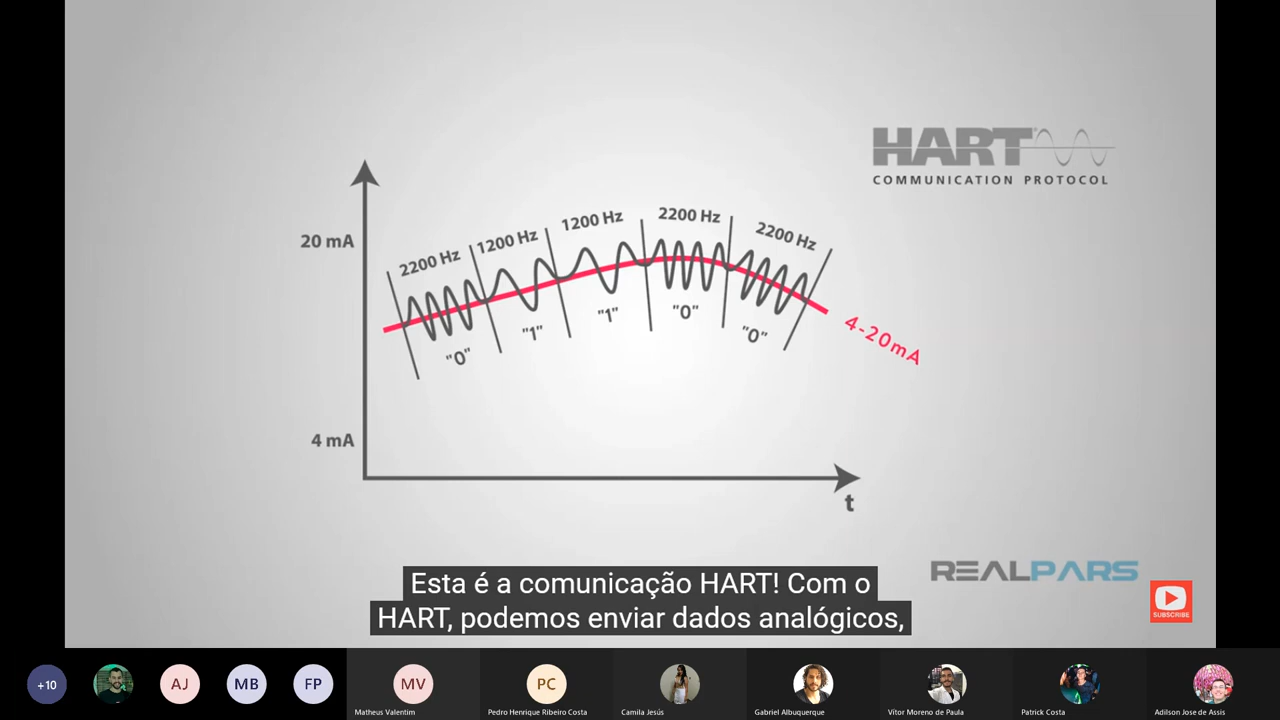 HART
COMMUNICATION PROTOCOL
20 mA
2200 Hz
1200 Hz
1200 Hz
2200 Hz
2200 Hz
"0"
"1"
"1"
"0"
"0"
4-20mA
4 mA
t
REALPARS
SUBSCRIBE
Esta é a comunicação HART! Com o
HART, podemos enviar dados analógicos,
+10
AJ
MB
FP
MV
PC
Matheus Valentim
Pedro Henrique Ribeiro Costa
Camila Jesús
Gabriel Albuquerque
Vítor Moreno de Paula
Patrick Costa
Adilson Jose de Assis